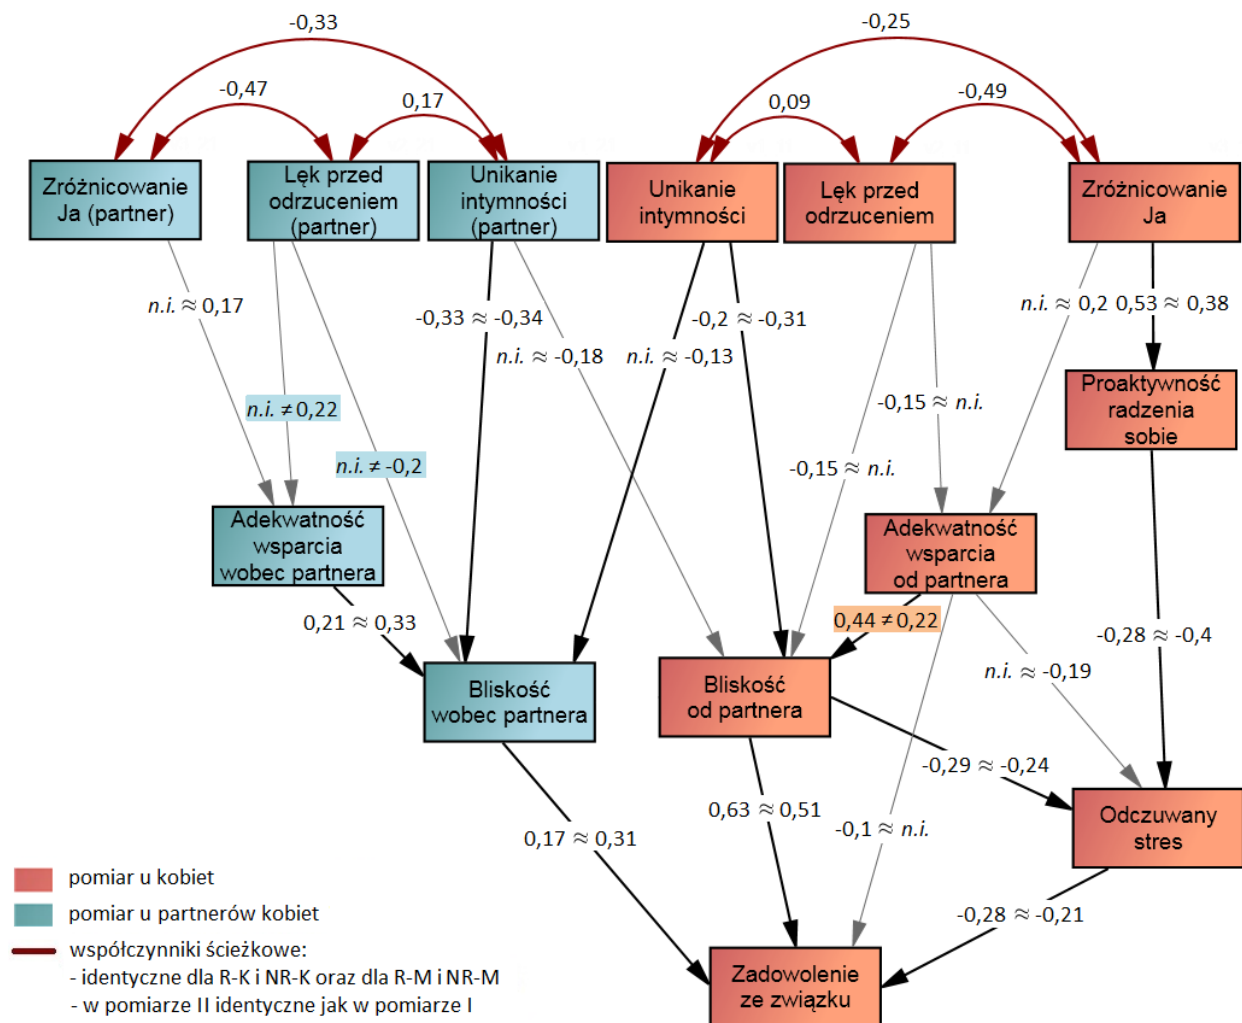 -0,33
-0,25
-0,47
0,17
0,09
-0,49
Zróżnicowanie
Ja (partner)
Lęk przed
odrzuceniem
(partner)
Unikanie
intymności
(partner)
Unikanie
intymności
Lęk przed
odrzuceniem
Zróżnicowanie
Ja
n.i. ≈ 0,17
-0,33 ≈ -0,34
-0,2 ≈ -0,31
n.i. ≈ 0,2
0,53 ≈ 0,38
n.i. ≈ -0,18
n.i. ≈ -0,13
n.i. ≠ 0,22
-0,15 ≈ n.i.
Proaktywność
radzenia
sobie
n.i. ≠ -0,2
-0,15 ≈ n.i.
Adekwatność
wsparcia
wobec partnera
Adekwatność
wsparcia
od partnera
0,21 ≈ 0,33
0,44 ≠ 0,22
-0,28 ≈ -0,4
n.i. ≈ -0,19
Bliskość
wobec partnera
Bliskość
od partnera
-0,29 ≈ -0,24
0,17 ≈ 0,31
0,63 ≈ 0,51
-0,1 ≈ n.i.
Odczuwany
stres
-0,28 ≈ -0,21
Zadowolenie
ze związku
pomiar u kobiet
pomiar u partnerów kobiet
współczynniki ścieżkowe:
- identyczne dla R-K i NR-K oraz dla R-M i NR-M
- w pomiarze II identyczne jak w pomiarze I